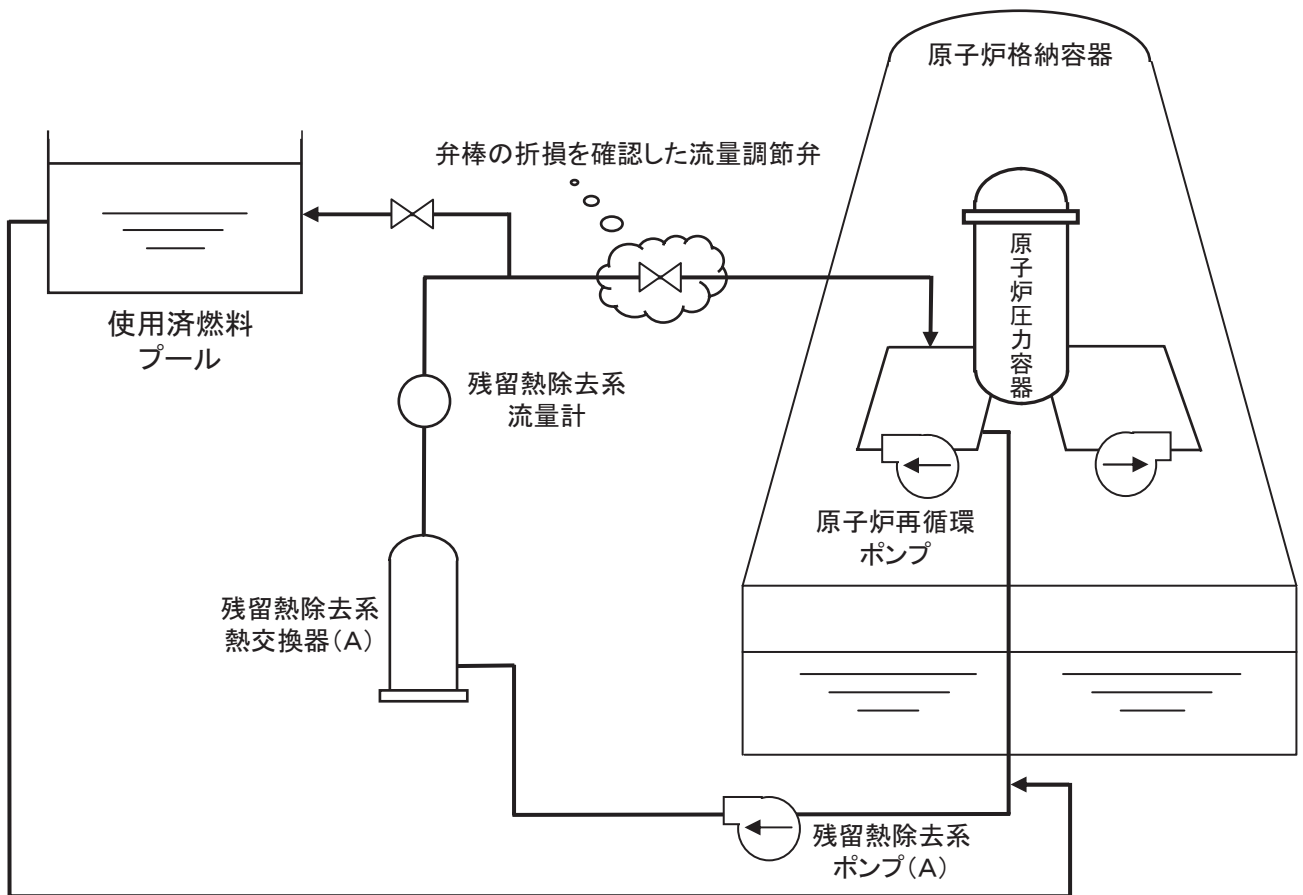 原子炉格納容器
弁棒の折損を確認した流量調節弁
原子炉圧力容器
使用済燃料
プール
残留熱除去系
流量計
原子炉再循環
ポンプ
残留熱除去系
熱交換器(A)
残留熱除去系
ポンプ(A)